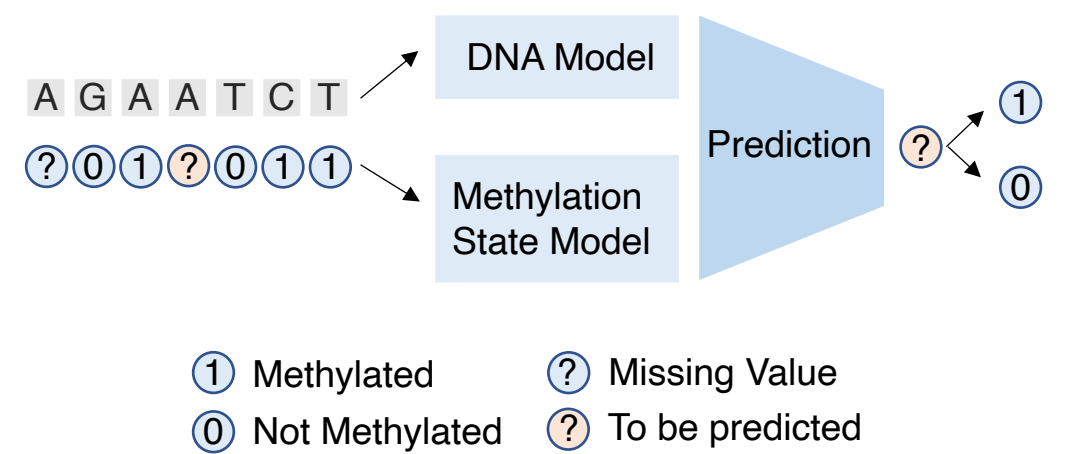 DNA Model
A G A A T C T
? 0 1 ? 0 1 1
Methylation
State Model
Prediction
?
1
0
1 Methylated
? Missing Value
0 Not Methylated
? To be predicted